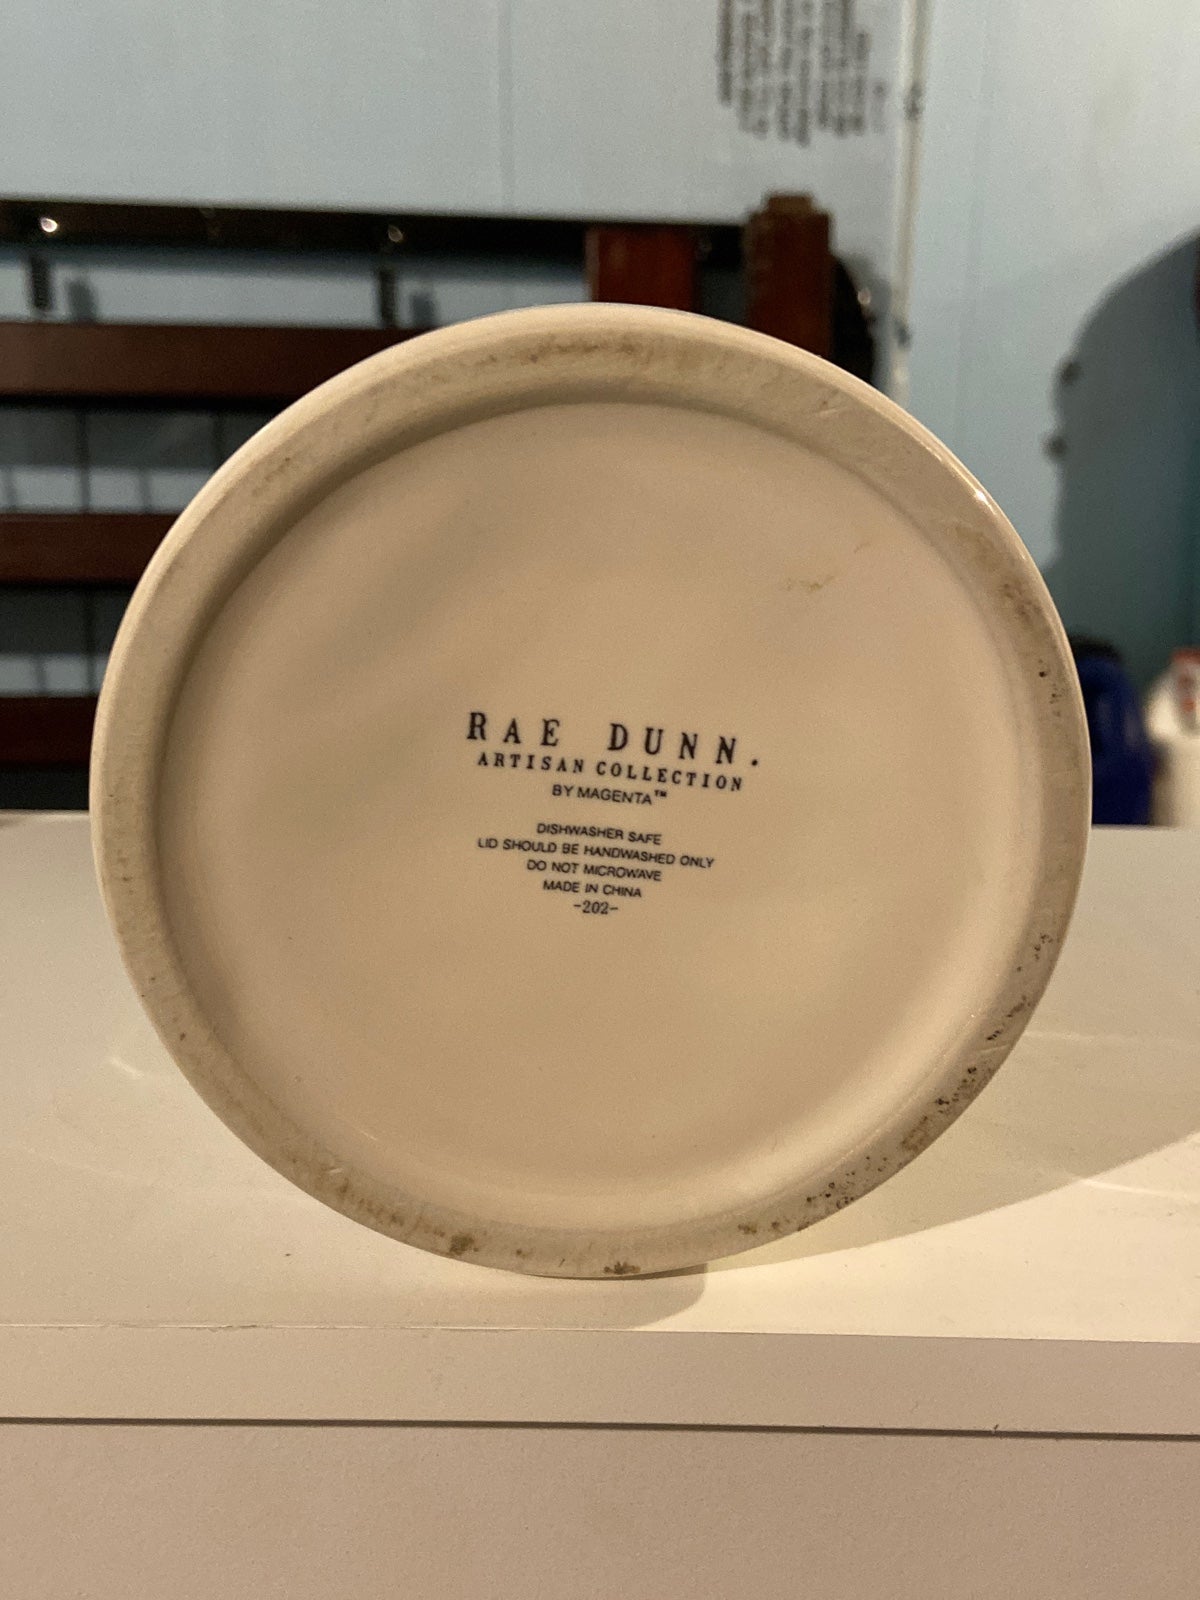 RAE DUNN.
ARTISAN COLLECTION
BY MAGENTA™
DISHWASHER SAFE
LID SHOULD BE HANDWASHED ONLY
DO NOT MICROWAVE
MADE IN CHINA
-202-